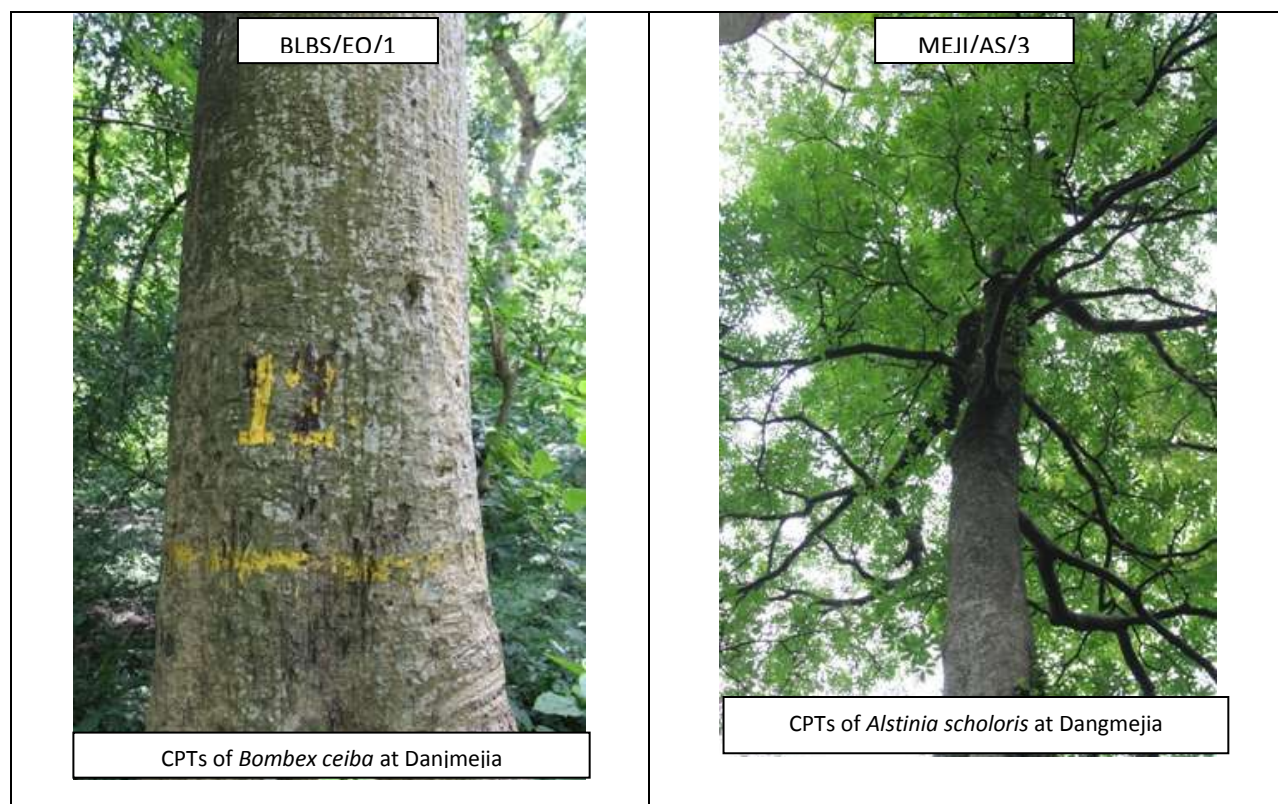 BLBS/EO/1
MEJI/AS/3
CPTs of Bombex ceiba at Danjmejia
CPTs of Alstinia scholoris at Dangmejia